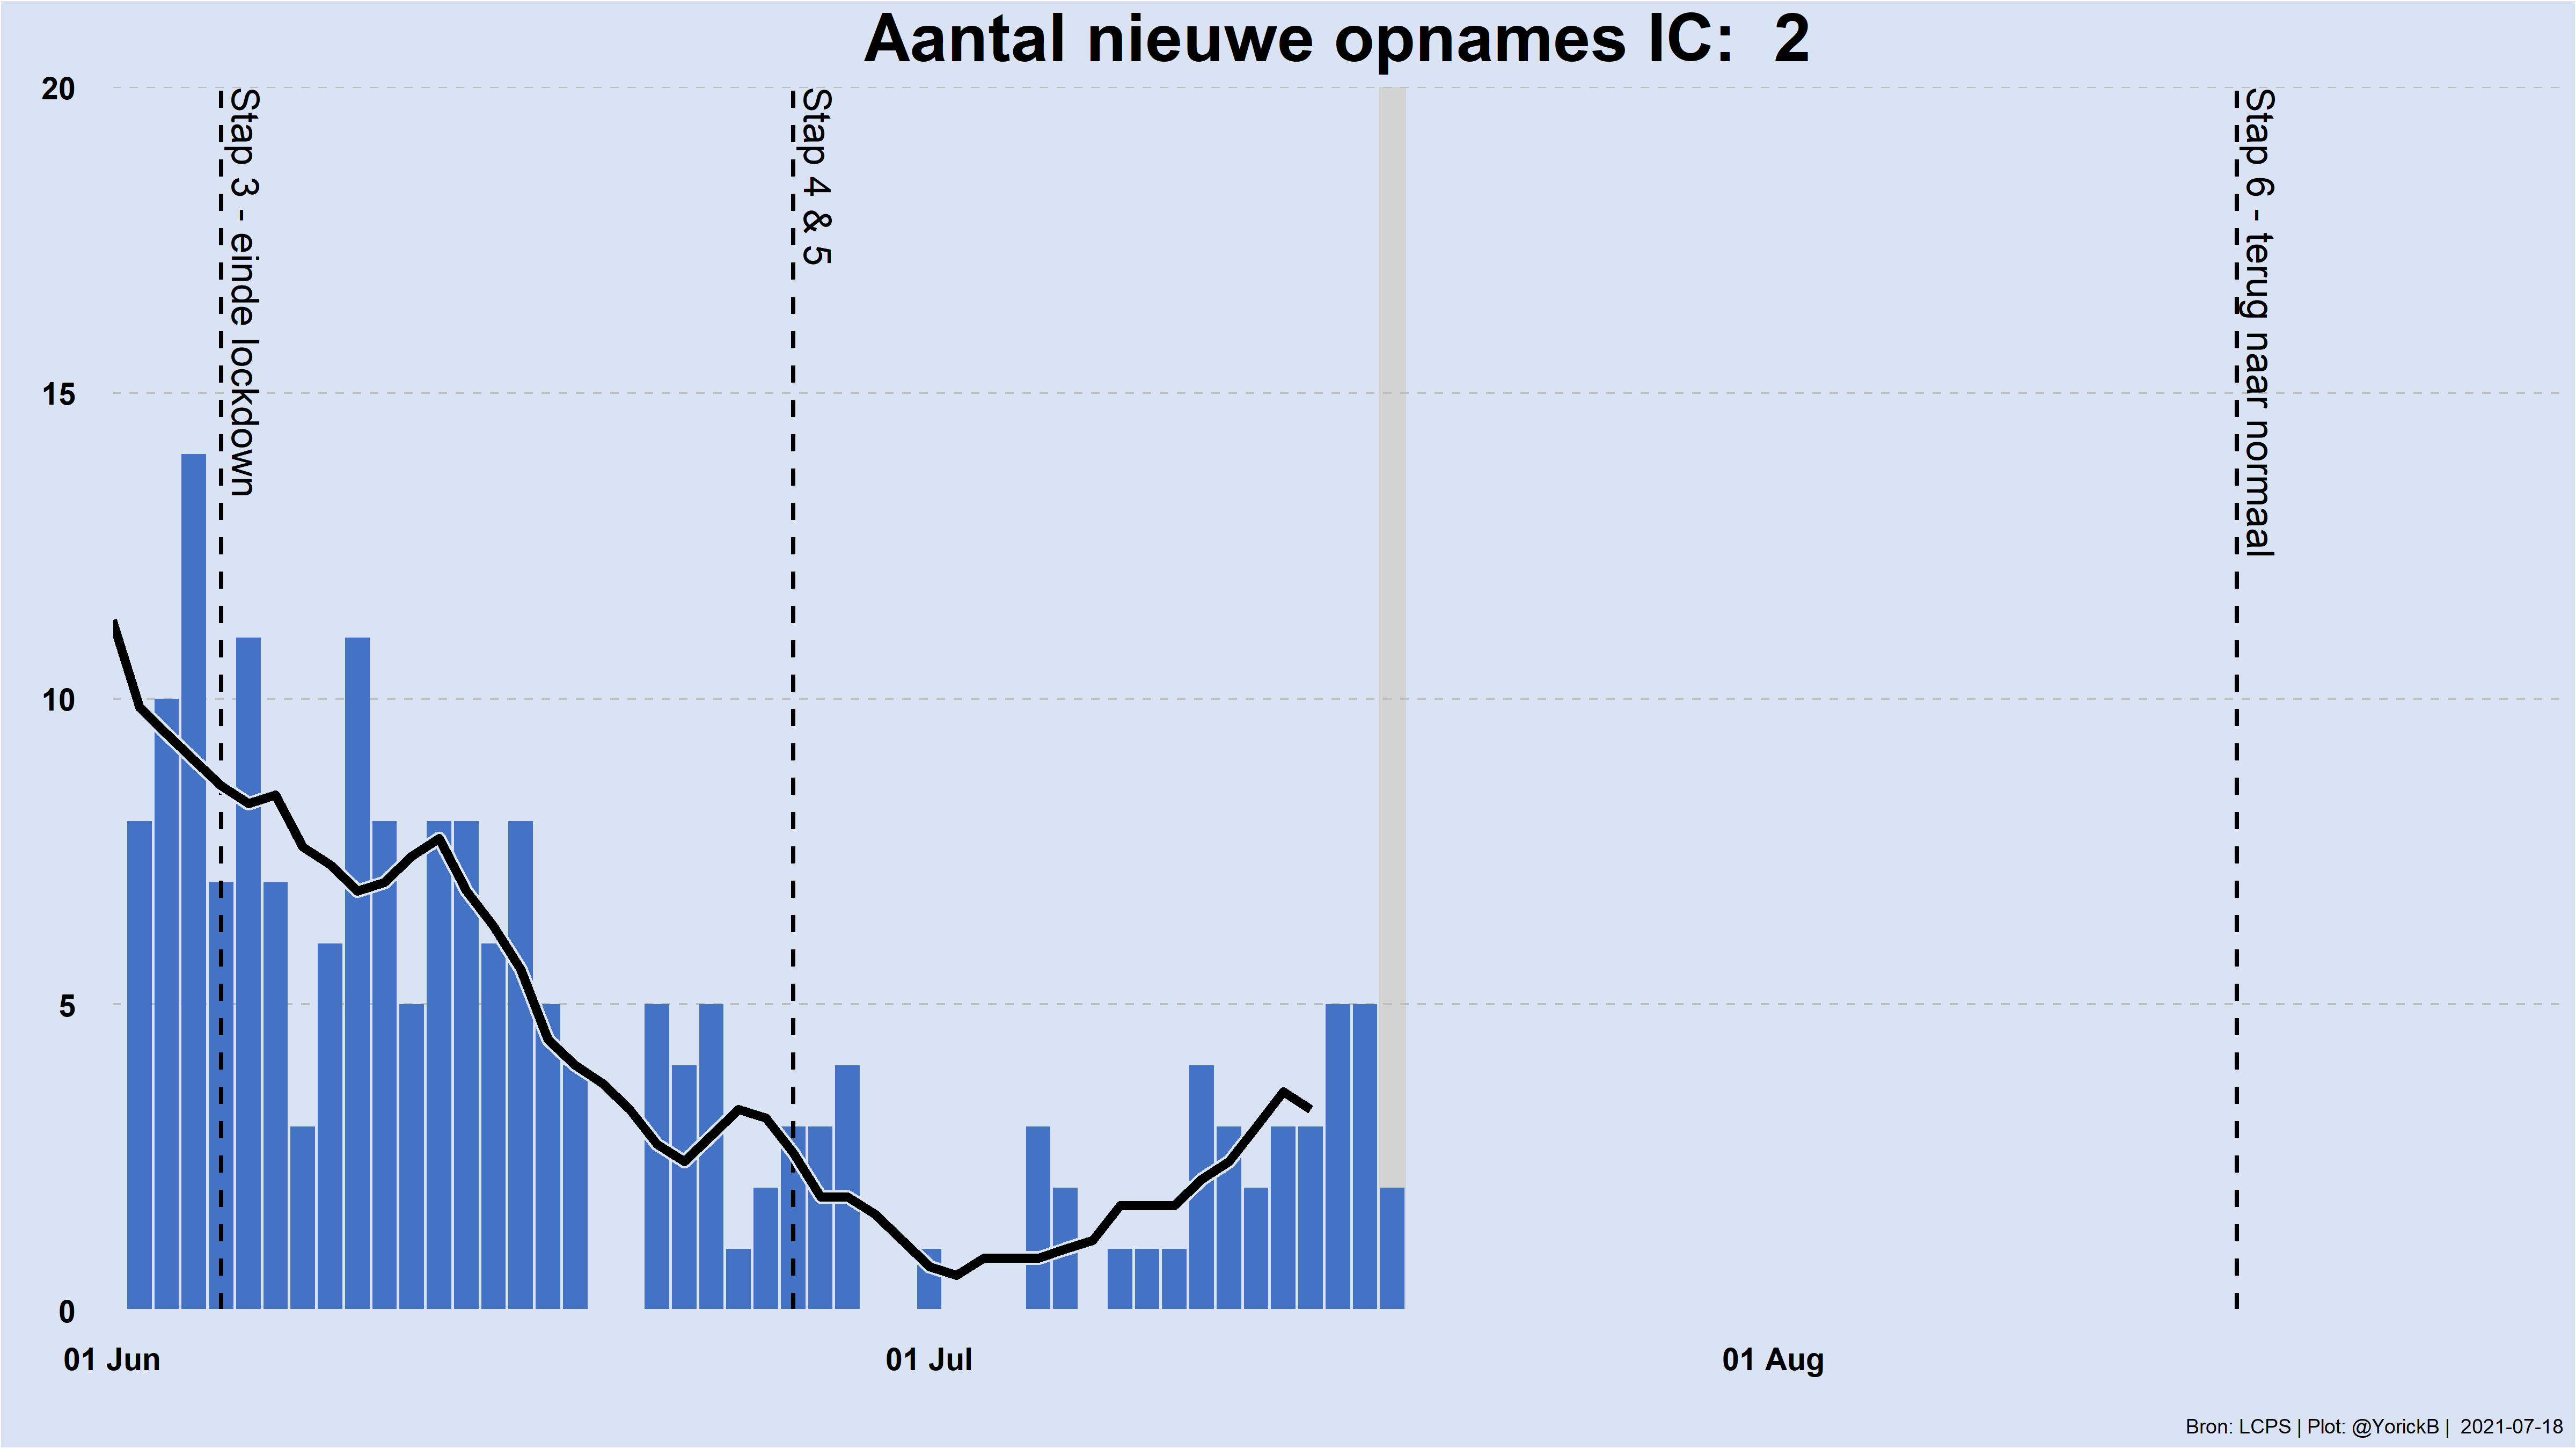 Aantal nieuwe opnames IC:  2
20
15
10
5
0
Stap 3 - einde lockdown
Stap 4 & 5
Stap 6 - terug naar normaal
01 Jun
01 Jul
01 Aug
Bron: LCPS | Plot: @YorickB |  2021-07-18